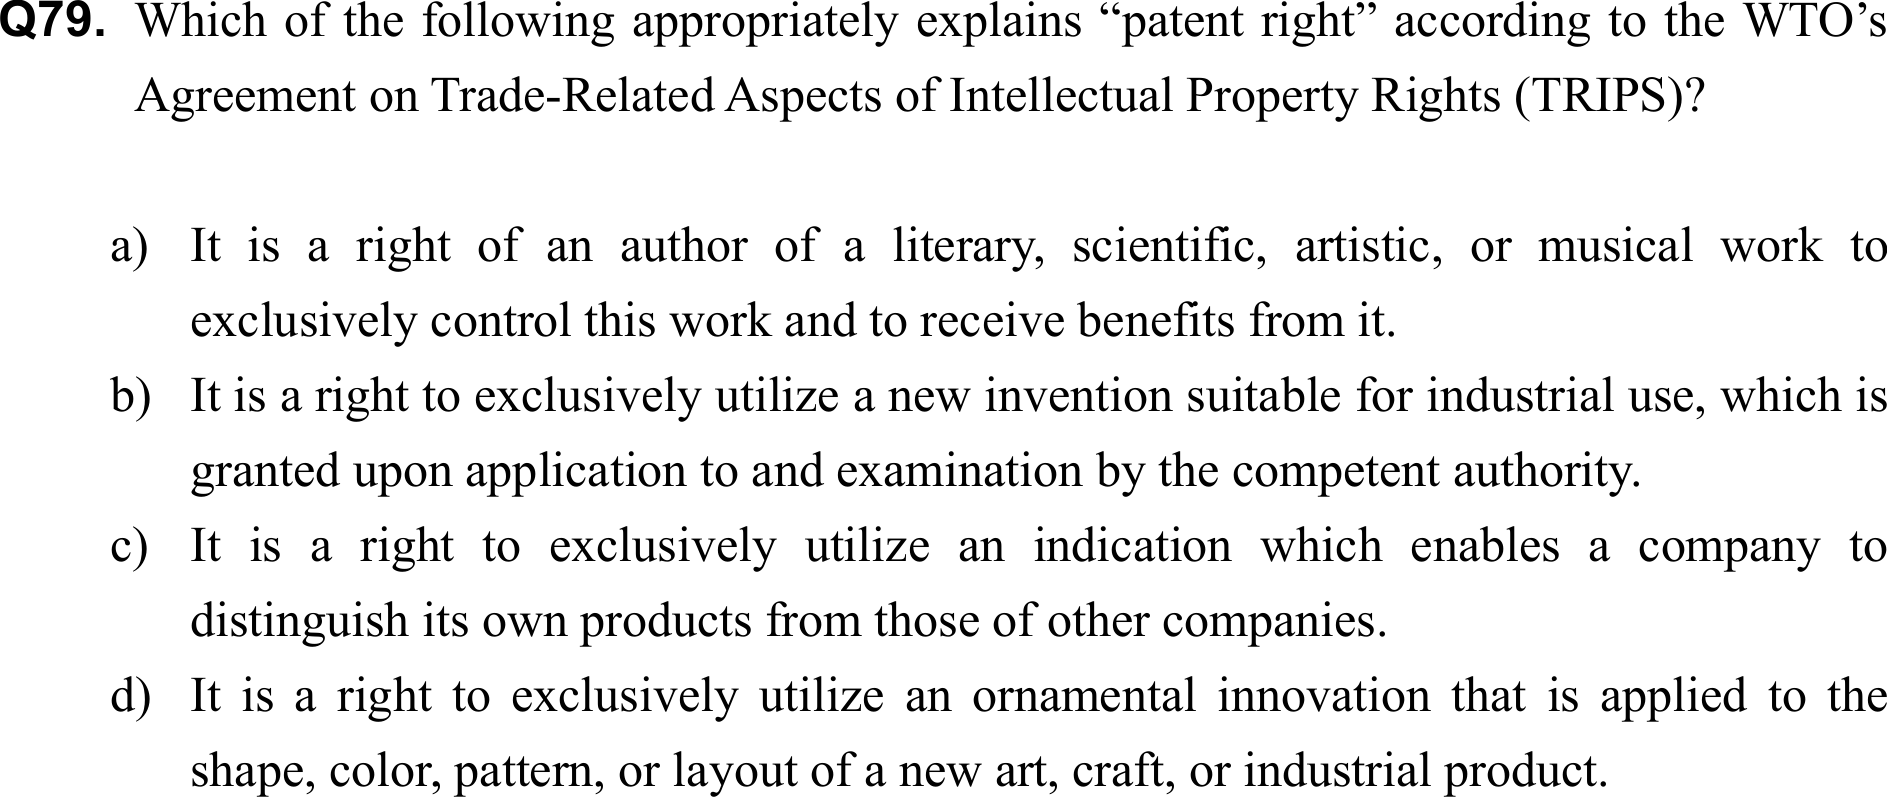 Q79. Which of the following appropriately explains “patent right” according to the WTO’s
Agreement on Trade-Related Aspects of Intellectual Property Rights (TRIPS)?
a) It is a right of an author of a literary, scientific, artistic, or musical work to
exclusively control this work and to receive benefits from it.
b) It is a right to exclusively utilize a new invention suitable for industrial use, which is
granted upon application to and examination by the competent authority.
c) It is a right to exclusively utilize an indication which enables a company to
distinguish its own products from those of other companies.
d) It is a right to exclusively utilize an ornamental innovation that is applied to the
shape, color, pattern, or layout of a new art, craft, or industrial product.